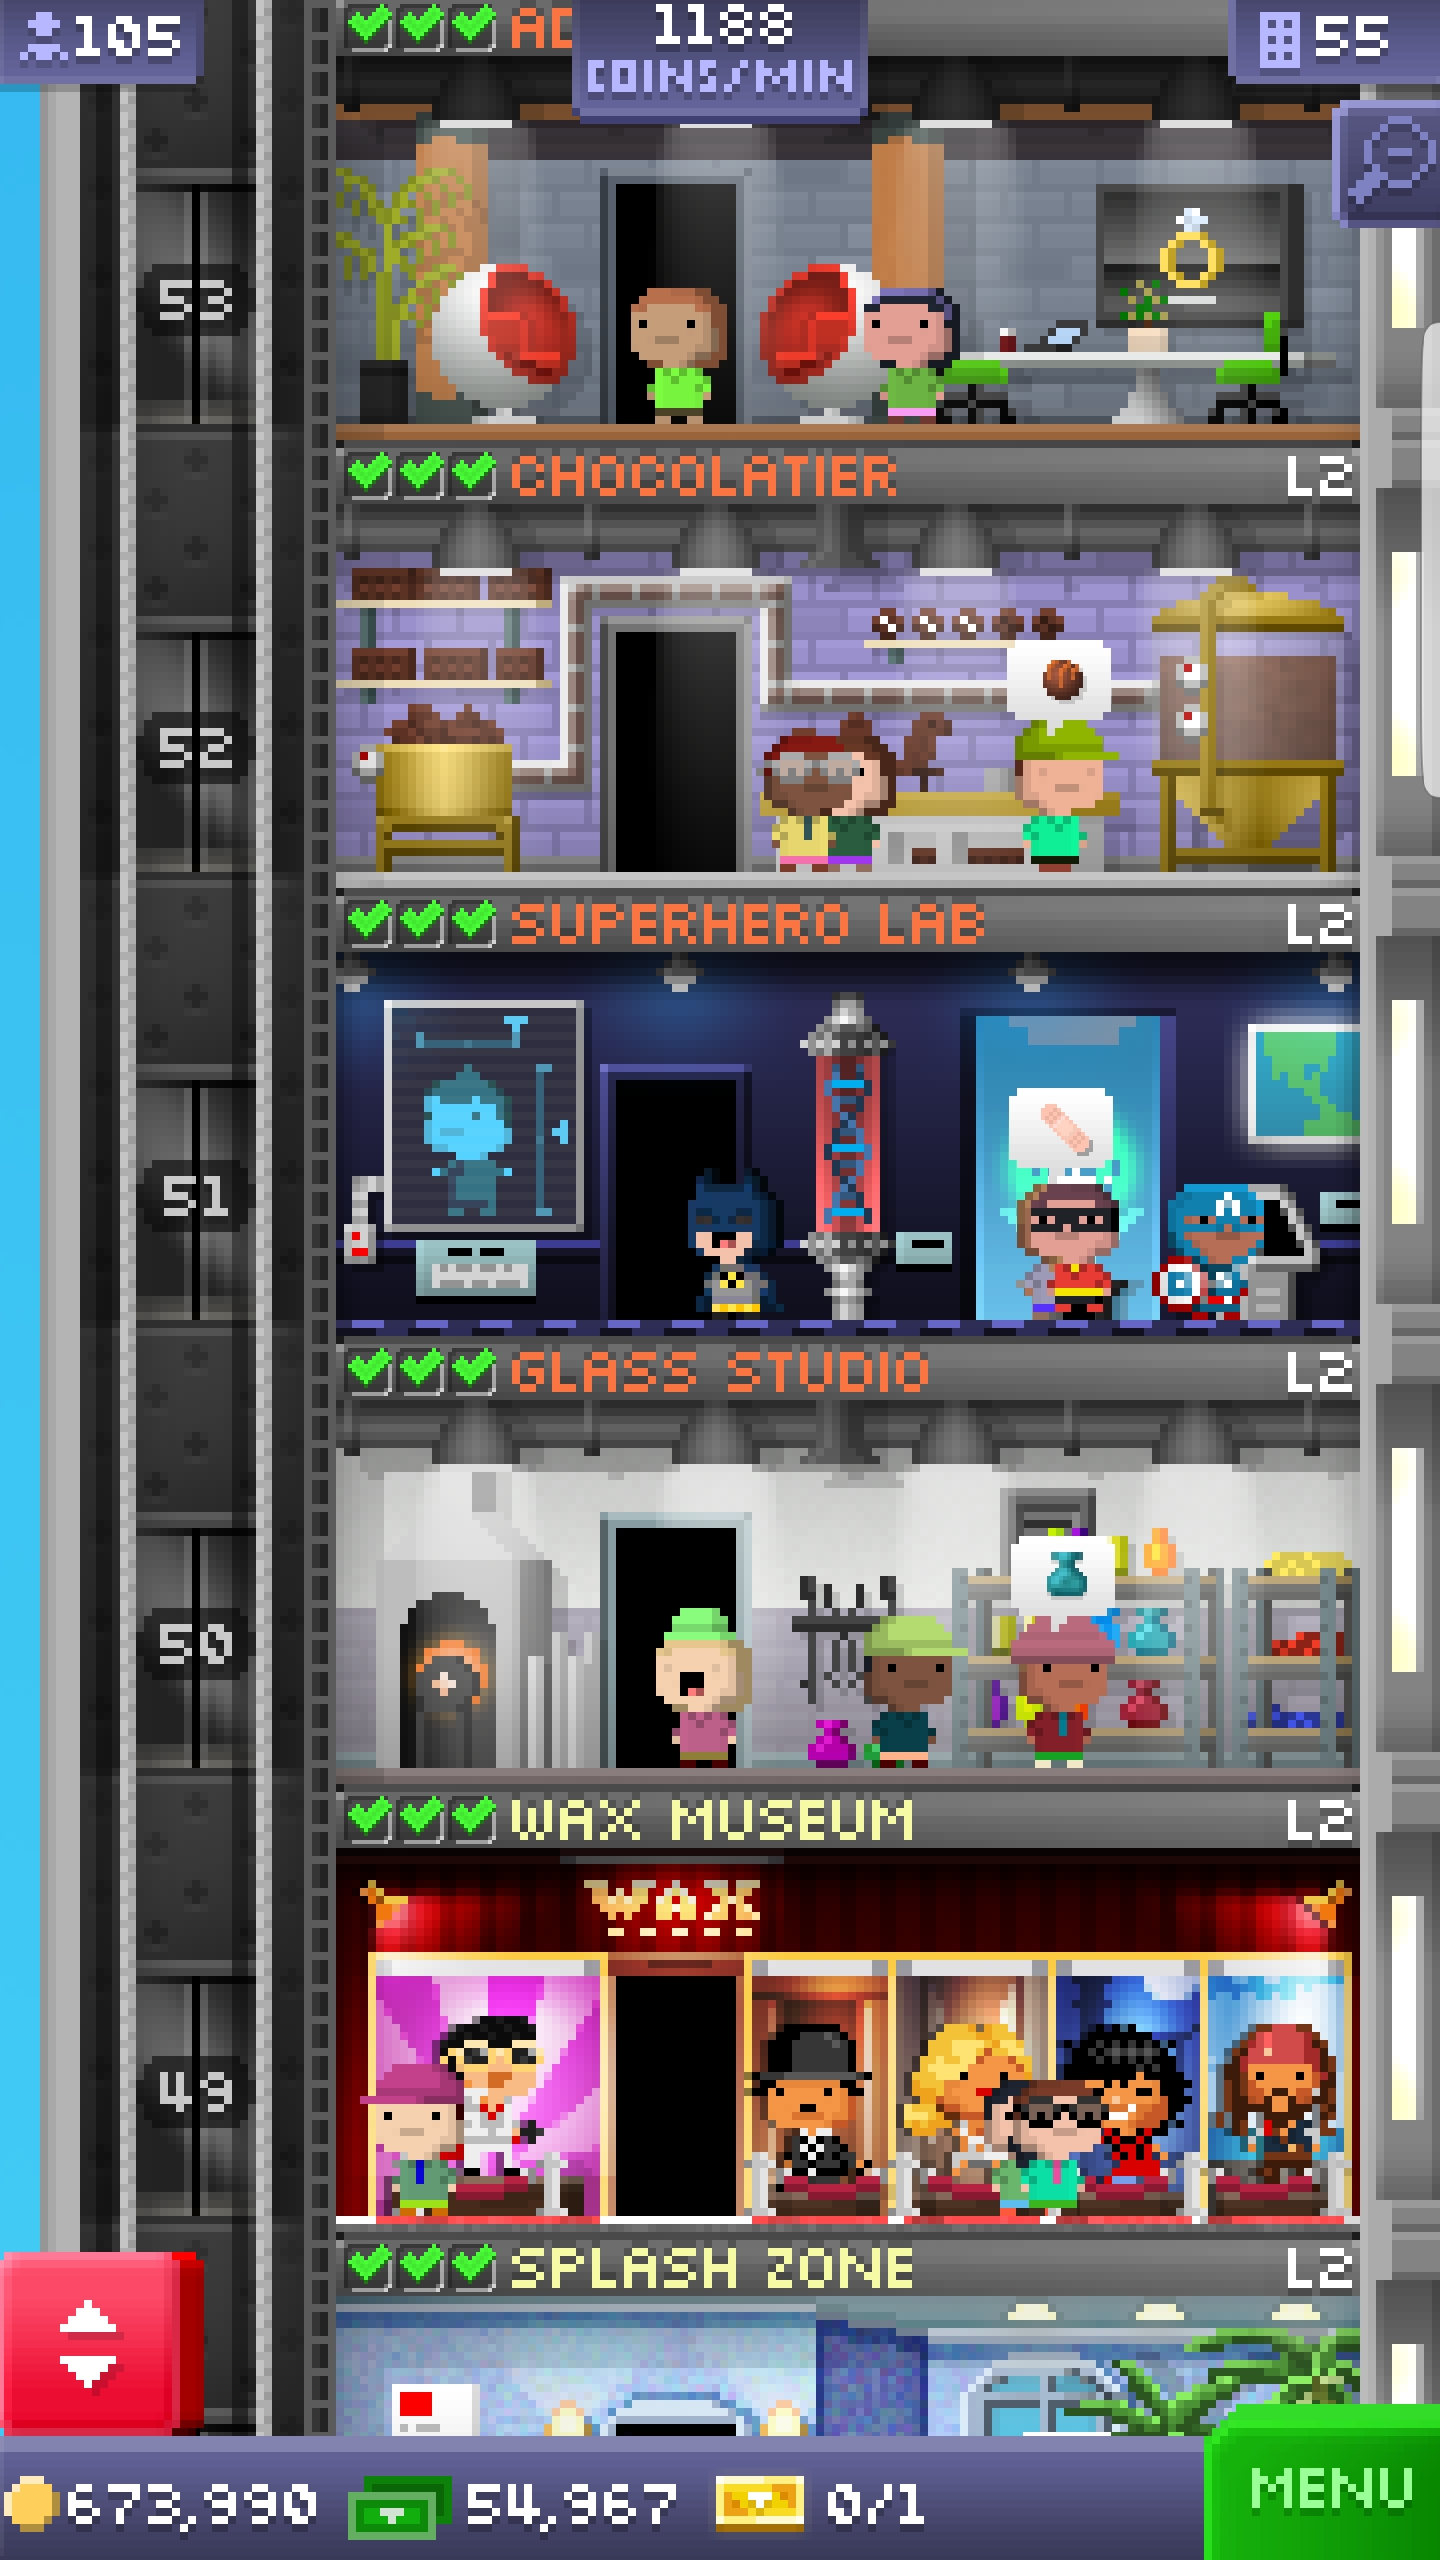 105
1188
COINS/MIN
55
53
CHOCOLATIER L2
52
SUPERHERO LAB L2
51
GLASS STUDIO L2
50
WAX MUSEUM L2
WAX
49
SPLASH ZONE L2
673,990 54,967 0/1
MENU